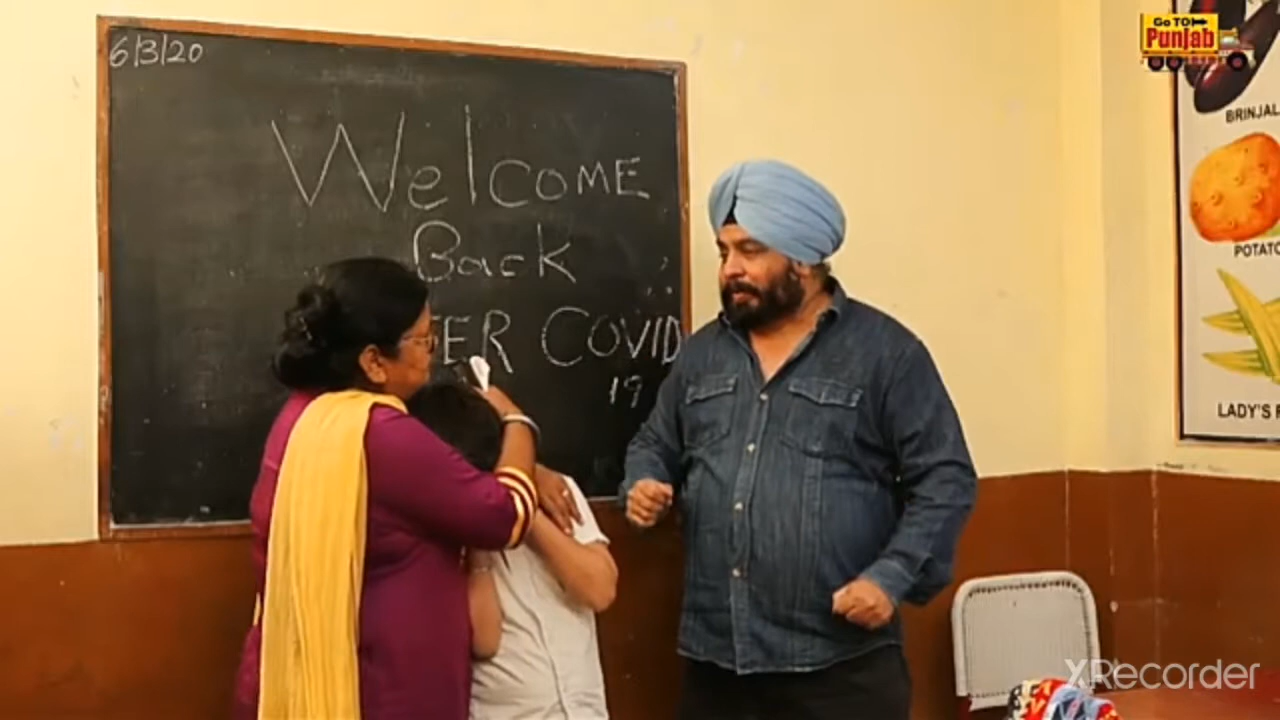 6/3/20
Welcome
Back
ER COVID
19
Go TO
Punjab
BRINJAL
POTATO
LADY'S F
XRecorder